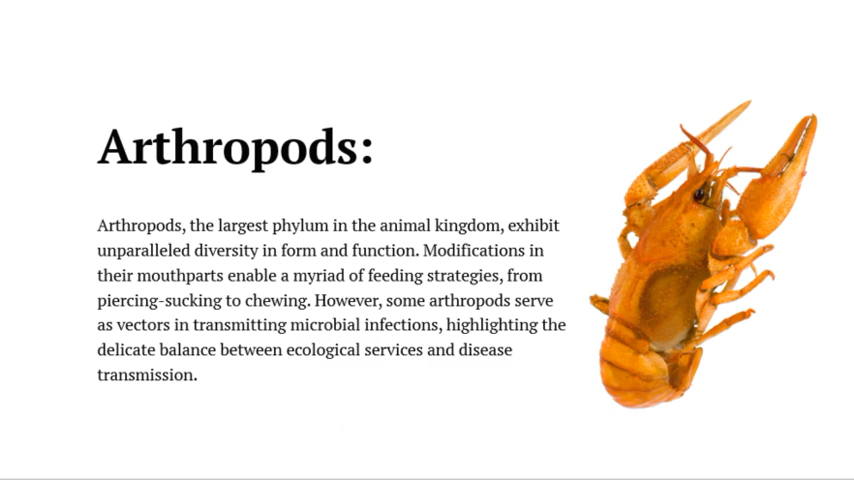 Arthropods:
Arthropods, the largest phylum in the animal kingdom, exhibit
unparalleled diversity in form and function. Modifications in
their mouthparts enable a myriad of feeding strategies, from
piercing-sucking to chewing. However, some arthropods serve
as vectors in transmitting microbial infections, highlighting the
delicate balance between ecological services and disease
transmission.